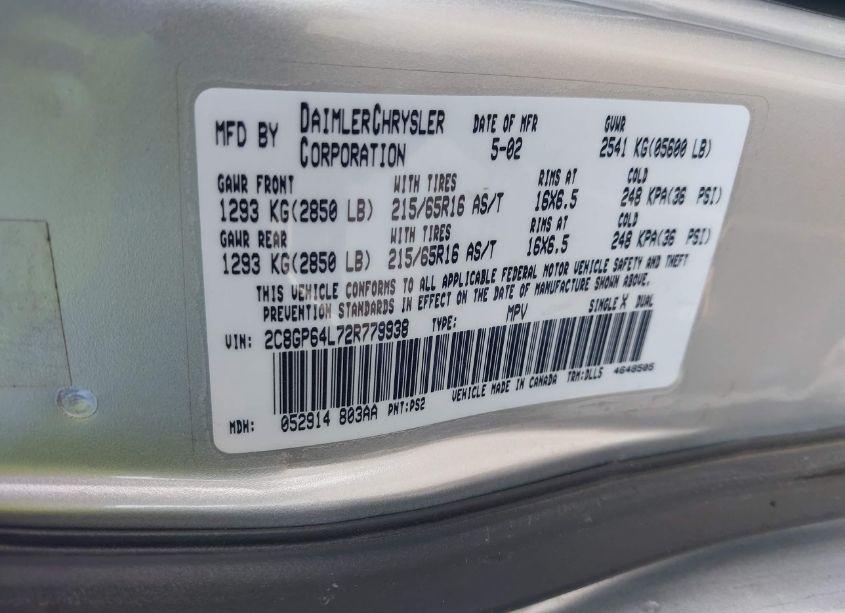 MFD BY DAIMLERCHRYSLER CORPORATION DATE OF MFR 5-02 GVWR 2541 KG(05600 LB)
GAWR FRONT WITH TIRES RIMS AT COLD
1293 KG(2850 LB) 215/65R16 AS/T 16X6.5 248 KPA(36 PSI)
GAWR REAR WITH TIRES RIMS AT COLD
1293 KG(2850 LB) 215/65R16 AS/T 16X6.5 248 KPA(36 PSI)
THIS VEHICLE CONFORMS TO ALL APPLICABLE FEDERAL MOTOR VEHICLE SAFETY AND THEFT
PREVENTION STANDARDS IN EFFECT ON THE DATE OF MANUFACTURE SHOWN ABOVE.
VIN: 2C8GP64L72R779938 TYPE: MPV SINGLE X DUAL
MDH: 052914 803AA PNT:PS2 VEHICLE MADE IN CANADA TRM:DLL5 4648505